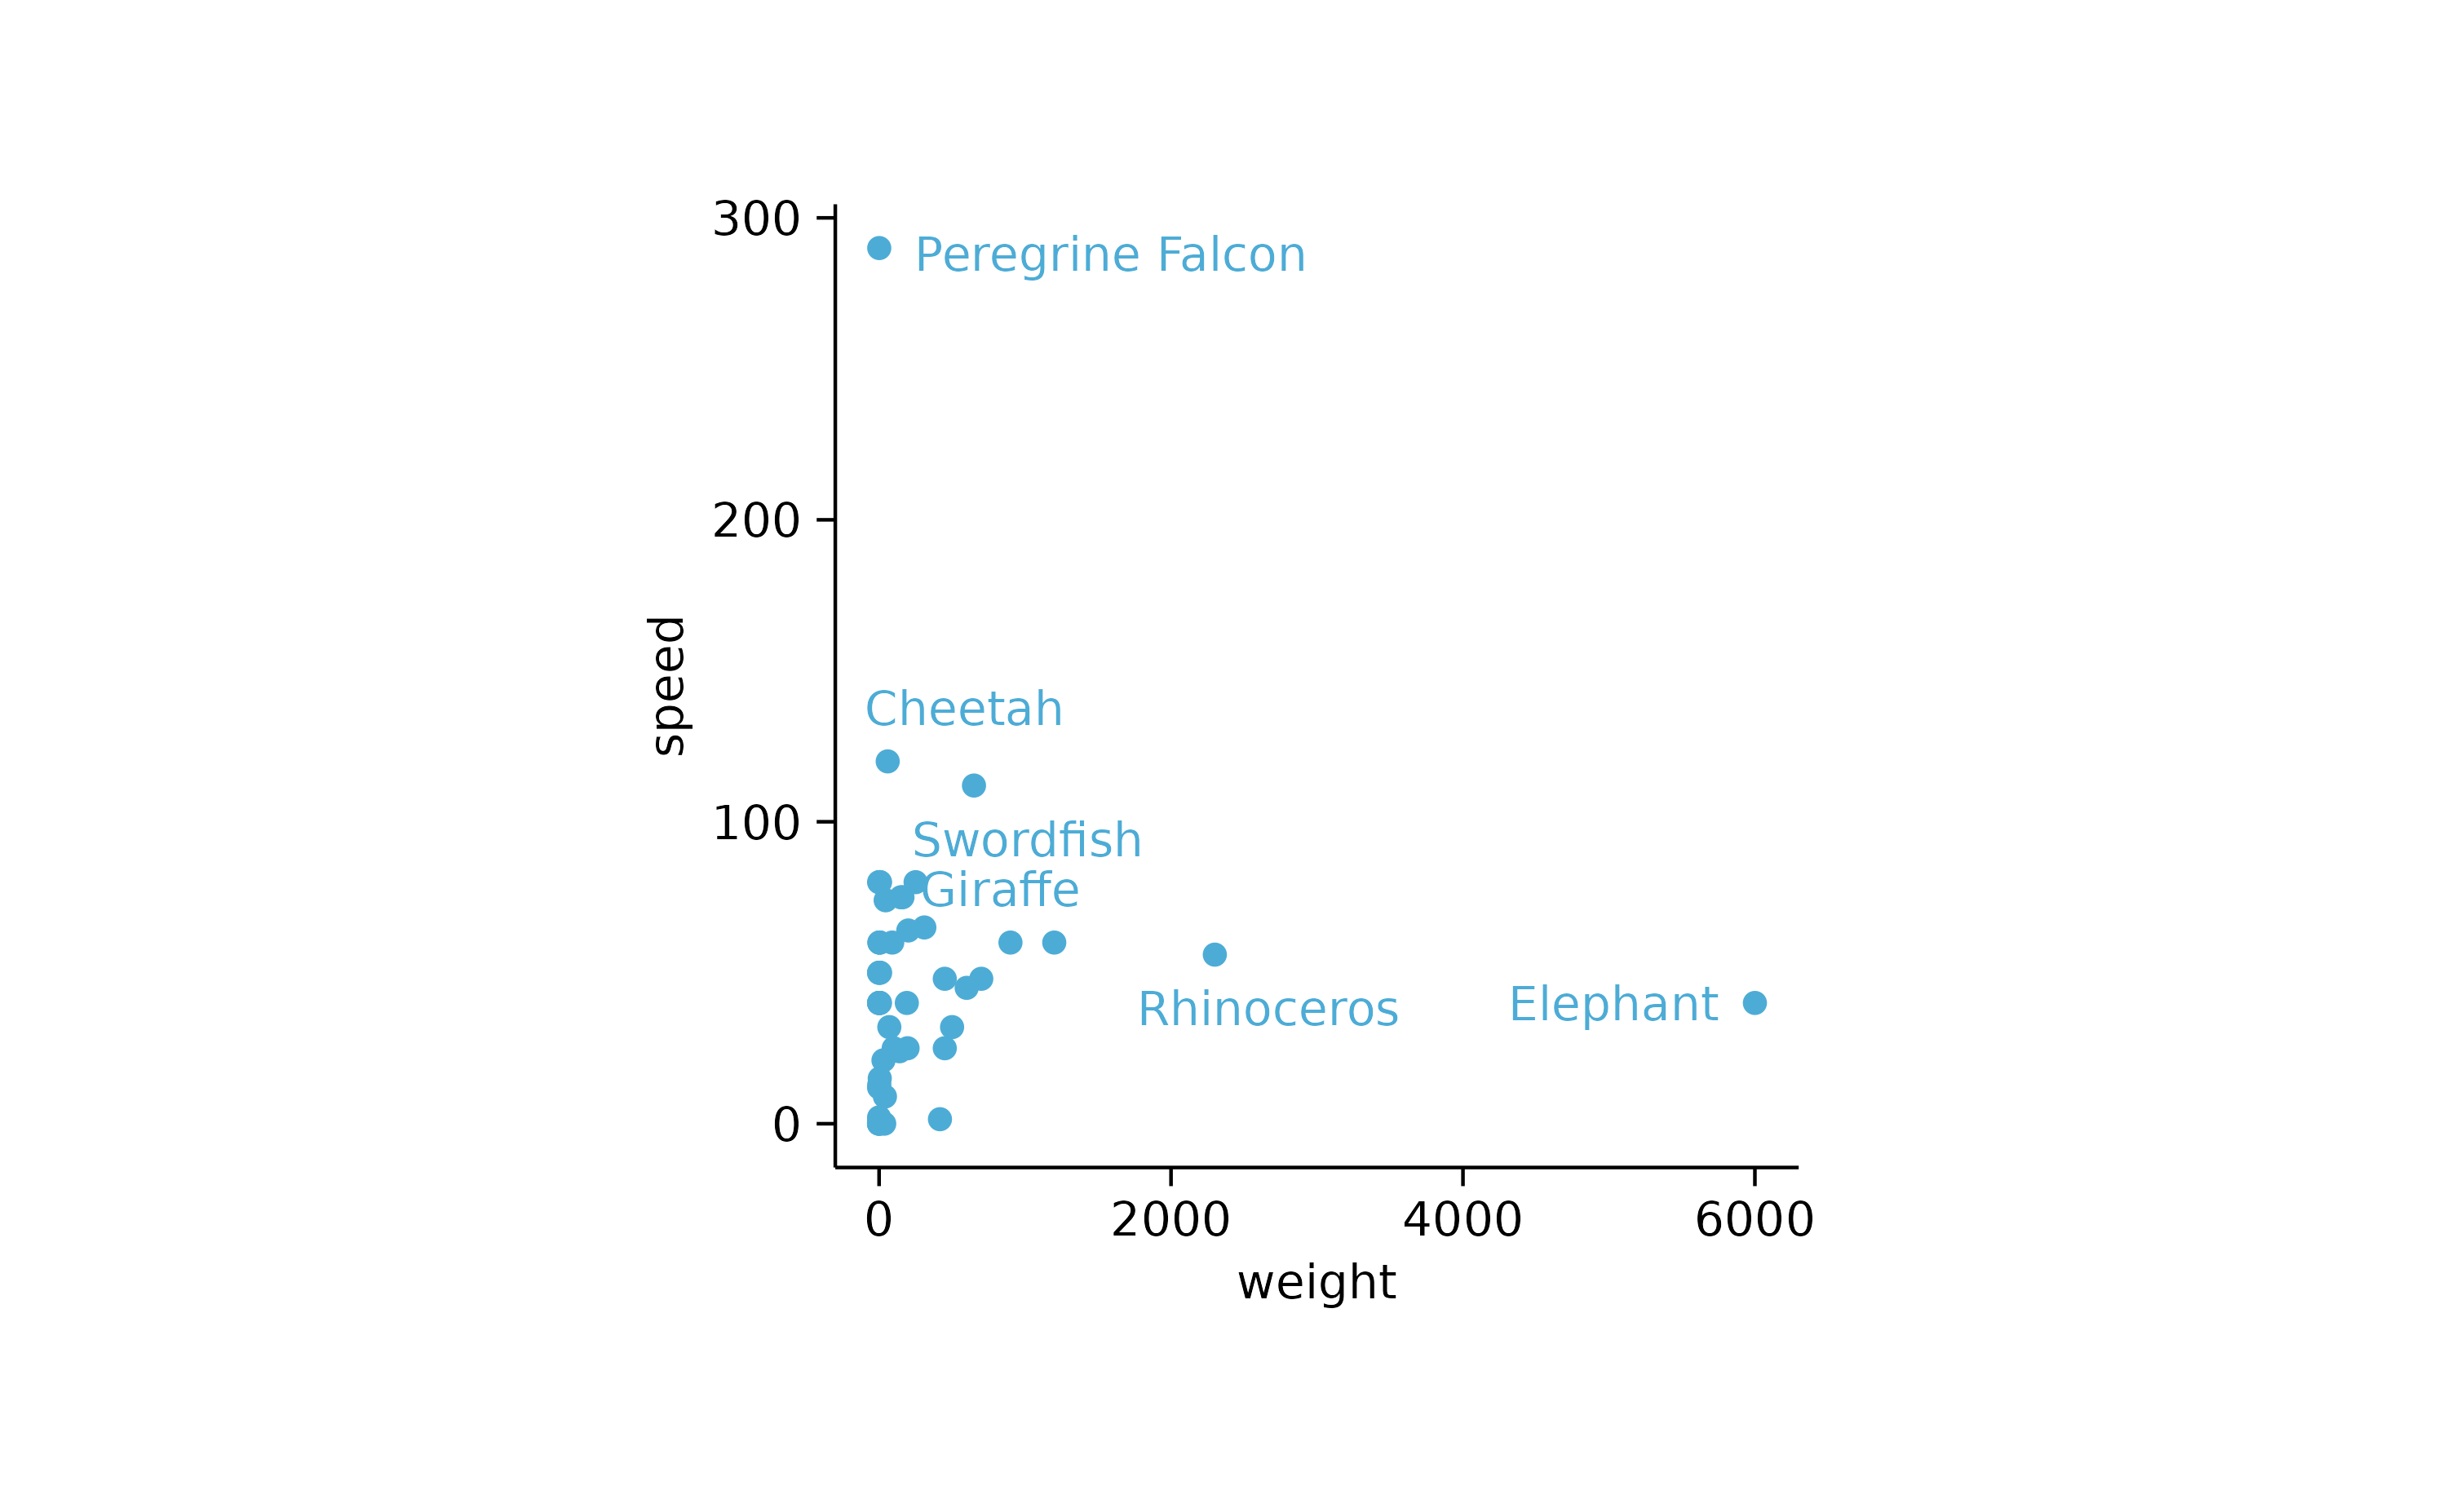 300
Peregrine Falcon
200
speed
Cheetah
100
Swordfish
Giraffe
Rhinoceros
Elephant
0
0 2000 4000 6000
weight